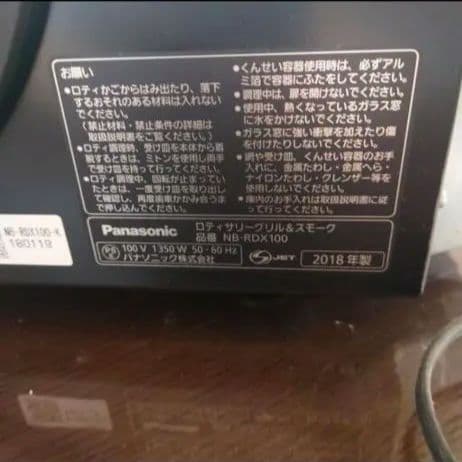 お願い
●ロティかごからはみ出たり、落下
するおそれのある材料は入れない
でください。
(禁止材料・禁止条件の詳細は
取扱説明書をご覧ください)
●ロティ調理時、受け皿を本体から着
脱するときは、ミトンを使用し両手
で受け皿を持って行ってください。
●ロティ調理中、回転が止まってい
たときは、一度受け皿を取り出し
て確認し、再度歯車がかみ合うま
で押し込んでください。
●くんせい容器使用時は、必ずアル
ミ箔で容器にふたをしてください。
●調理中は、扉を開けないでください。
●使用中、熱くなっているガラス窓
に水をかけないでください。
●ガラス窓に強い衝撃を加えたり傷
を付けたりしないでください。
●網や受け皿、くんせい容器のお手
入れに、金属たわし・金属へら・
ナイロンたわし・クレンザー等を
使用しないでください。
●庫内のお手入れは取扱説明書に従
って行ってください。
NB-RDX100-K
180119
Panasonic
ロティサリーグリル&スモーク
品番 NB-RDX100
PS E
100 V 1350 W 50-60 Hz
パナソニック株式会社
JET
2018 年製